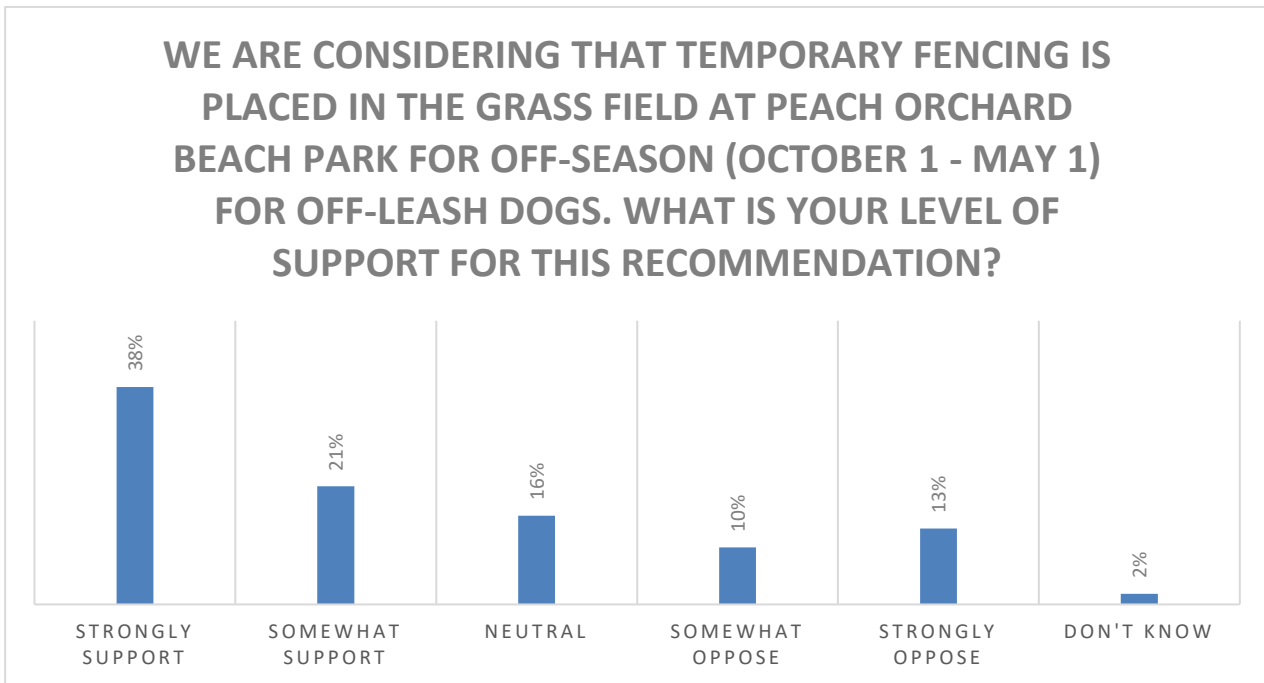 WE ARE CONSIDERING THAT TEMPORARY FENCING IS
PLACED IN THE GRASS FIELD AT PEACH ORCHARD
BEACH PARK FOR OFF-SEASON (OCTOBER 1 - MAY 1)
FOR OFF-LEASH DOGS. WHAT IS YOUR LEVEL OF
SUPPORT FOR THIS RECOMMENDATION?
38%
21%
16%
10%
13%
2%
STRONGLY
SUPPORT
SOMEWHAT
SUPPORT
NEUTRAL
SOMEWHAT
OPPOSE
STRONGLY
OPPOSE
DON'T KNOW